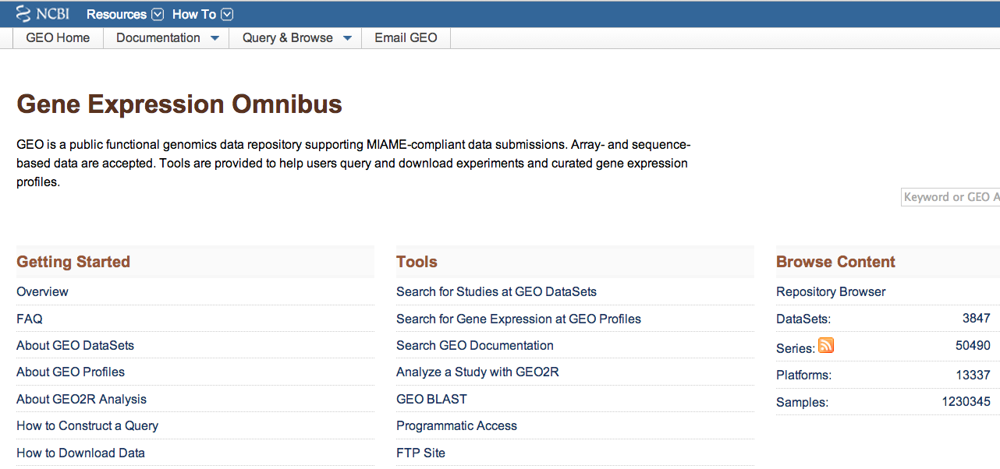 NCBI Resources How To
GEO Home Documentation Query & Browse Email GEO
Gene Expression Omnibus
GEO is a public functional genomics data repository supporting MIAME-compliant data submissions. Array- and sequence-
based data are accepted. Tools are provided to help users query and download experiments and curated gene expression
profiles.
Keyword or GEO A
Getting Started
Overview
FAQ
About GEO DataSets
About GEO Profiles
About GEO2R Analysis
How to Construct a Query
How to Download Data
Tools
Search for Studies at GEO DataSets
Search for Gene Expression at GEO Profiles
Search GEO Documentation
Analyze a Study with GEO2R
GEO BLAST
Programmatic Access
FTP Site
Browse Content
Repository Browser
DataSets: 3847
Series: 50490
Platforms: 13337
Samples: 1230345